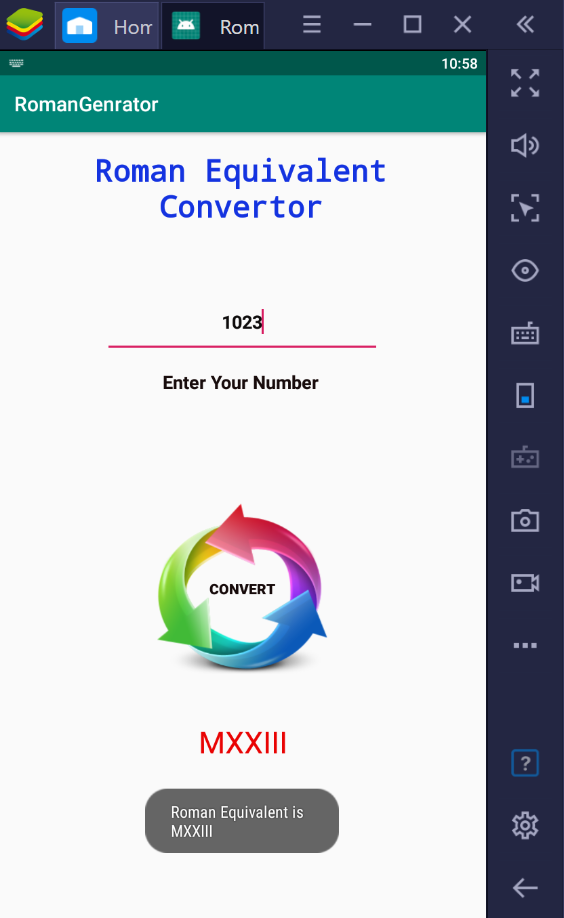 Hom
Rom
10:58
RomanGenrator
Roman Equivalent
Convertor
1023
Enter Your Number
CONVERT
MXXIII
Roman Equivalent is
MXXIII